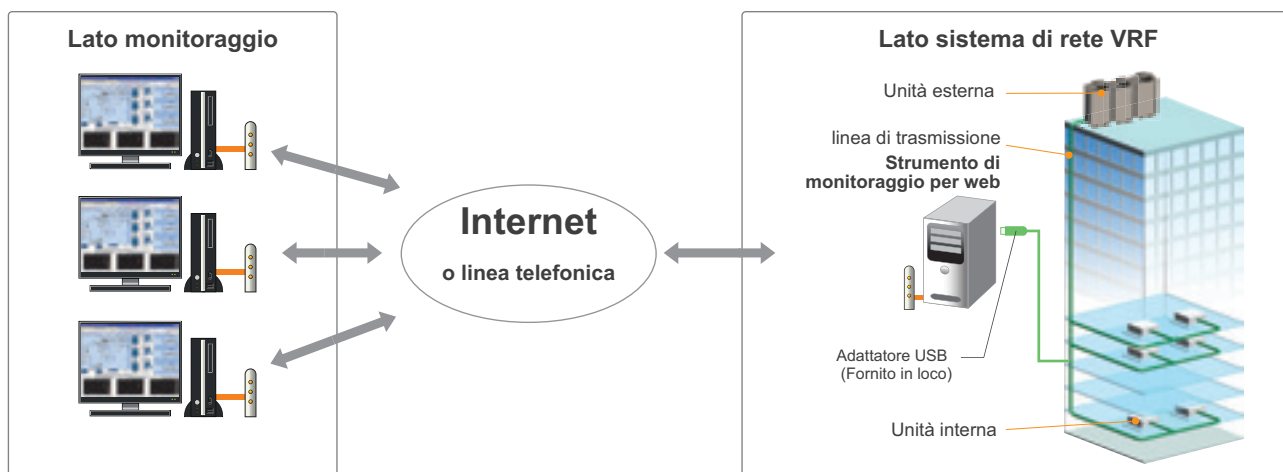 Lato monitoraggio
Internet
o linea telefonica
Lato sistema di rete VRF
Unità esterna
linea di trasmissione
Strumento di
monitoraggio per web
Adattatore USB
(Fornito in loco)
Unità interna